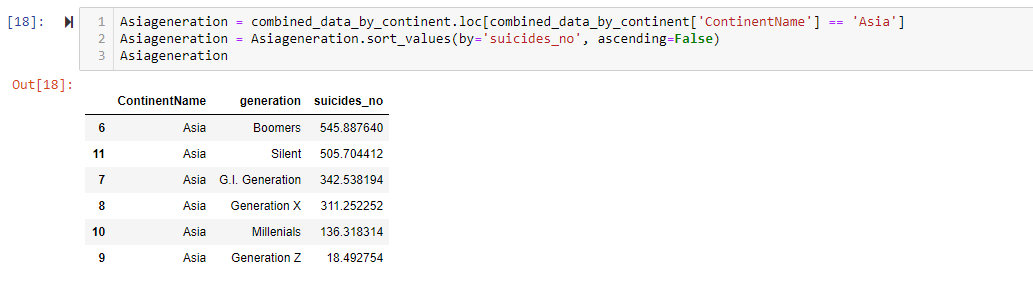 [18]: 1 Asiageneration = combined_data_by_continent.loc[combined_data_by_continent['ContinentName'] == 'Asia']
2 Asiageneration = Asiageneration.sort_values(by='suicides_no', ascending=False)
3 Asiageneration
Out[18]:
ContinentName generation suicides_no
6 Asia Boomers 545.887640
11 Asia Silent 505.704412
7 Asia G.I. Generation 342.538194
8 Asia Generation X 311.252252
10 Asia Millenials 136.318314
9 Asia Generation Z 18.492754